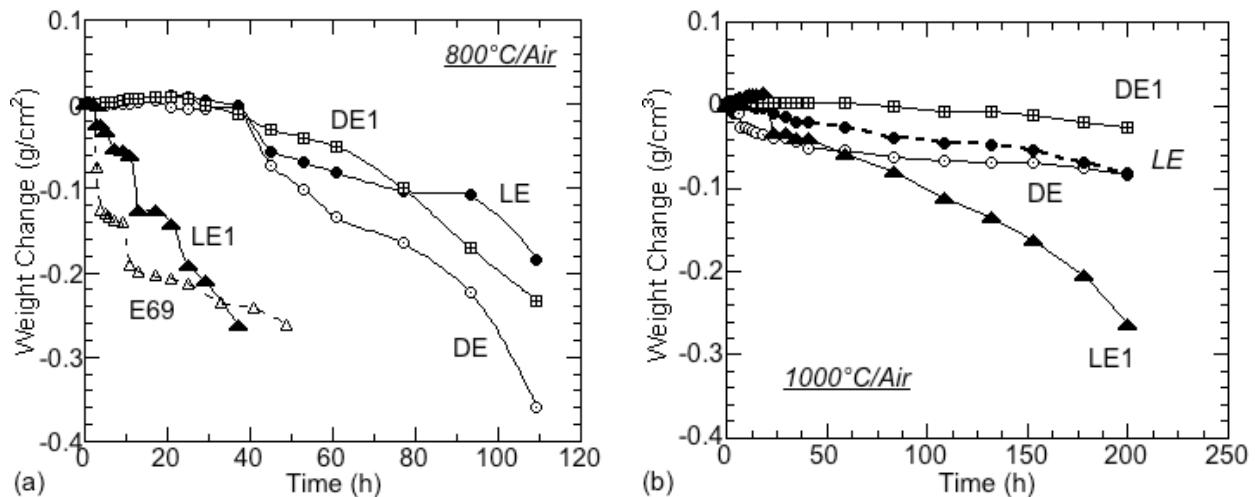 0.1
0
-0.1
-0.2
-0.3
-0.4
Weight Change (g/cm²)
800°C/Air
DE1
LE
LE1
E69
DE
0 20 40 60 80 100 120
(a)
Time (h)
0.1
0
-0.1
-0.2
-0.3
-0.4
Weight Change (g/cm³)
DE1
LE
DE
LE1
1000°C/Air
0 50 100 150 200 250
(b)
Time (h)